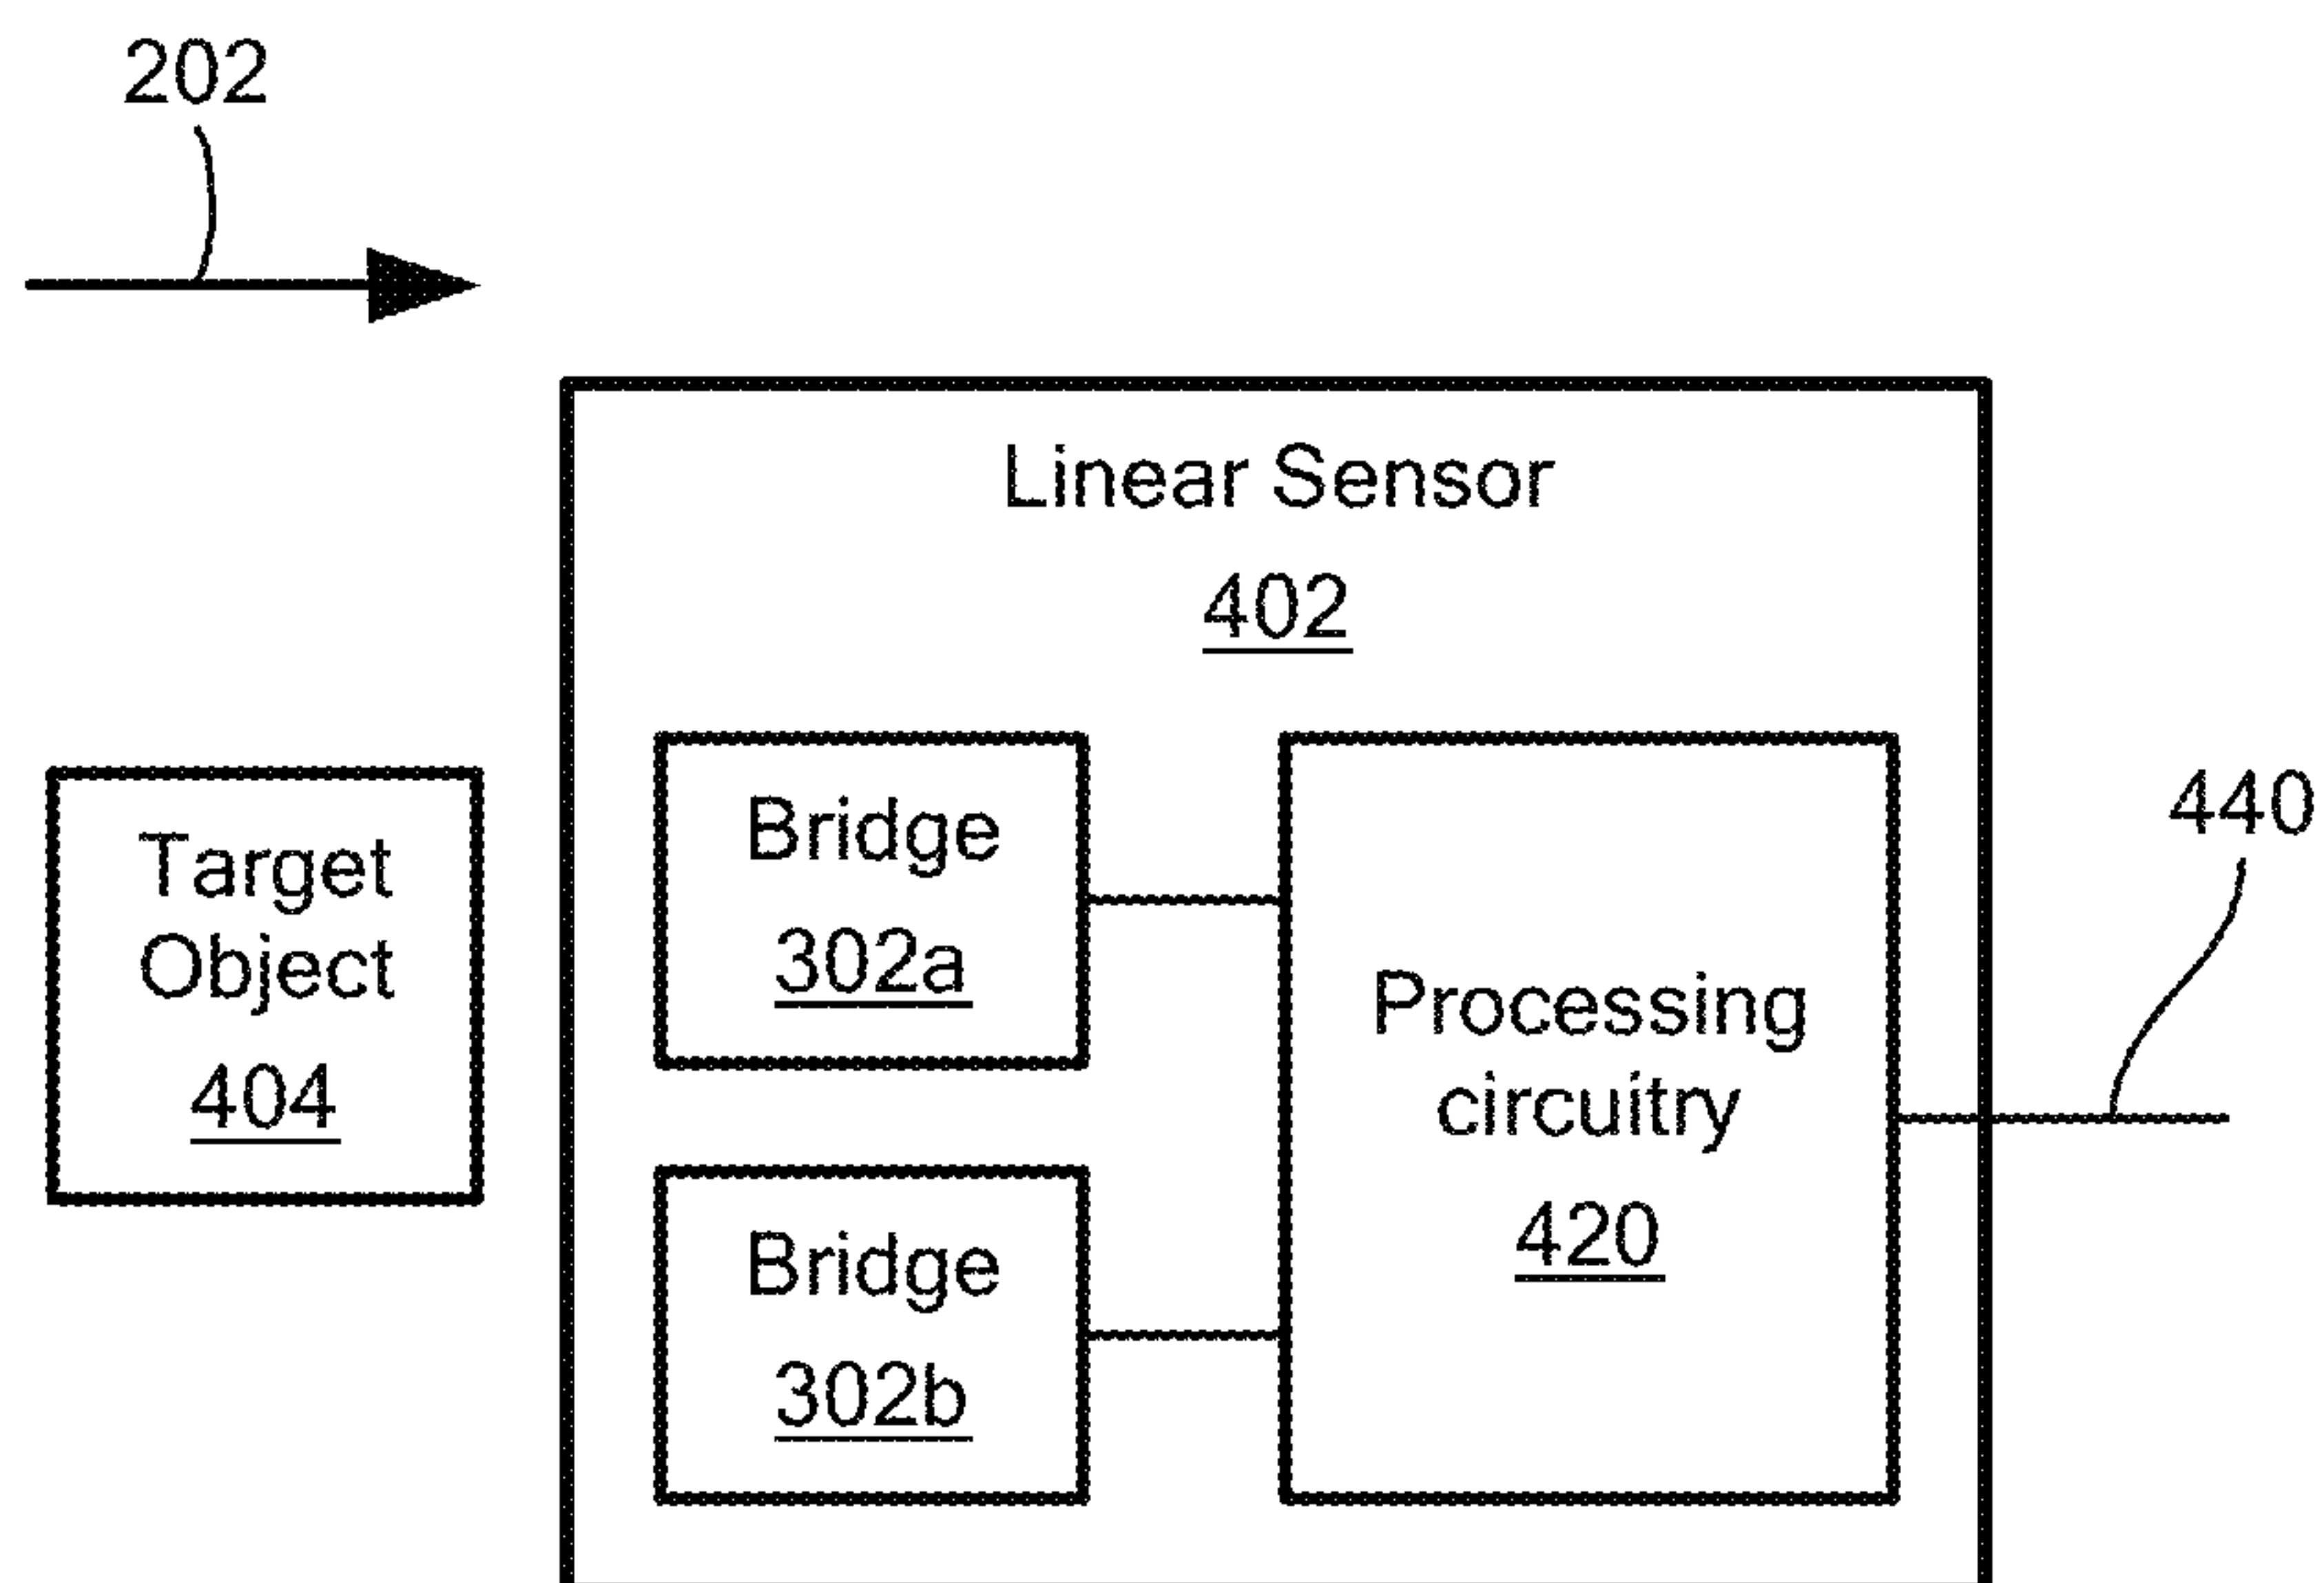 202
Linear Sensor
402
Target
Object
404
Bridge
302a
Bridge
302b
Processing
circuitry
420
440